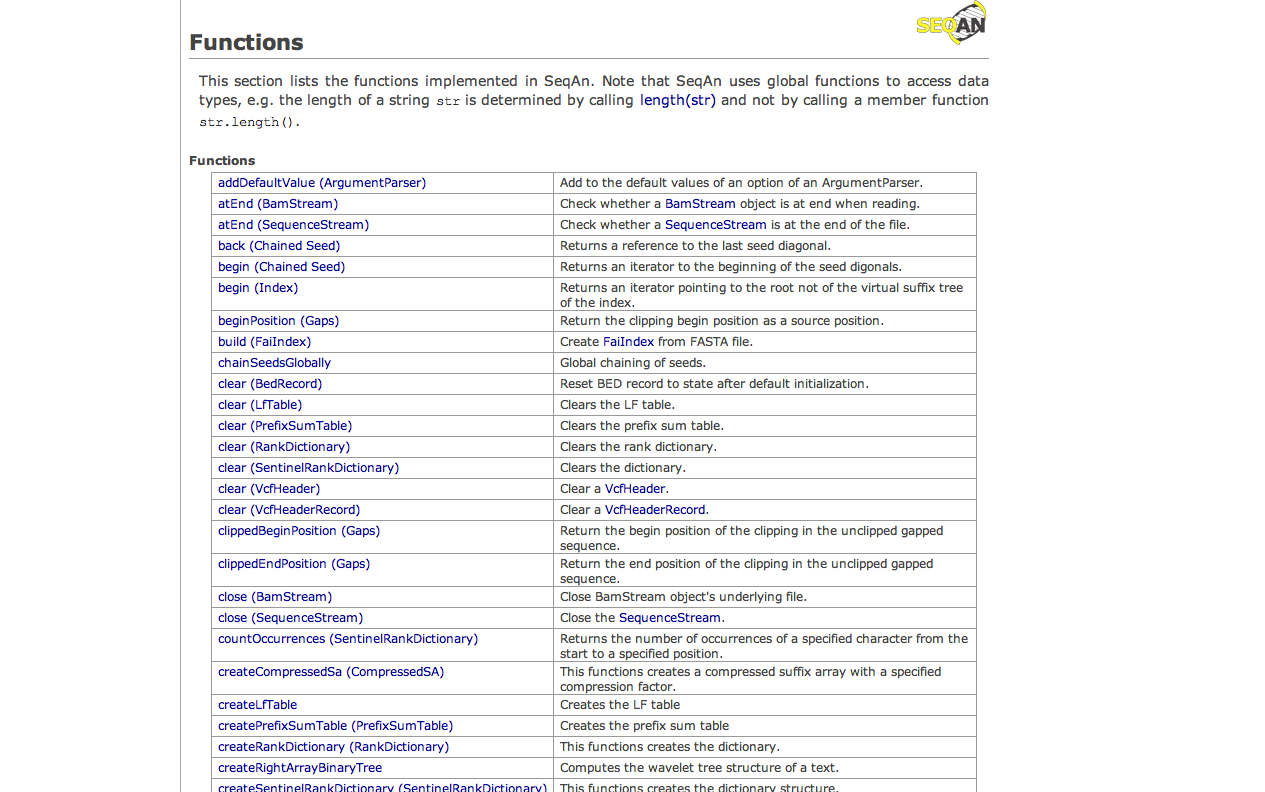 SEQAN
Functions
This section lists the functions implemented in SeqAn. Note that SeqAn uses global functions to access data
types, e.g. the length of a string str is determined by calling length(str) and not by calling a member function
str.length().
Functions
addDefaultValue (ArgumentParser) Add to the default values of an option of an ArgumentParser.
atEnd (BamStream) Check whether a BamStream object is at end when reading.
atEnd (SequenceStream) Check whether a SequenceStream is at the end of the file.
back (Chained Seed) Returns a reference to the last seed diagonal.
begin (Chained Seed) Returns an iterator to the beginning of the seed digonals.
begin (Index) Returns an iterator pointing to the root not of the virtual suffix tree
of the index.
beginPosition (Gaps) Return the clipping begin position as a source position.
build (FaiIndex) Create FaiIndex from FASTA file.
chainSeedsGlobally Global chaining of seeds.
clear (BedRecord) Reset BED record to state after default initialization.
clear (LfTable) Clears the LF table.
clear (PrefixSumTable) Clears the prefix sum table.
clear (RankDictionary) Clears the rank dictionary.
clear (SentinelRankDictionary) Clears the dictionary.
clear (VcfHeader) Clear a VcfHeader.
clear (VcfHeaderRecord) Clear a VcfHeaderRecord.
clippedBeginPosition (Gaps) Return the begin position of the clipping in the unclipped gapped
sequence.
clippedEndPosition (Gaps) Return the end position of the clipping in the unclipped gapped
sequence.
close (BamStream) Close BamStream object's underlying file.
close (SequenceStream) Close the SequenceStream.
countOccurrences (SentinelRankDictionary) Returns the number of occurrences of a specified character from the
start to a specified position.
createCompressedSa (CompressedSA) This functions creates a compressed suffix array with a specified
compression factor.
createLfTable Creates the LF table
createPrefixSumTable (PrefixSumTable) Creates the prefix sum table
createRankDictionary (RankDictionary) This functions creates the dictionary.
createRightArrayBinaryTree Computes the wavelet tree structure of a text.
createSentinelRankDictionary (SentinelRankDictionary) This functions creates the dictionary structure.